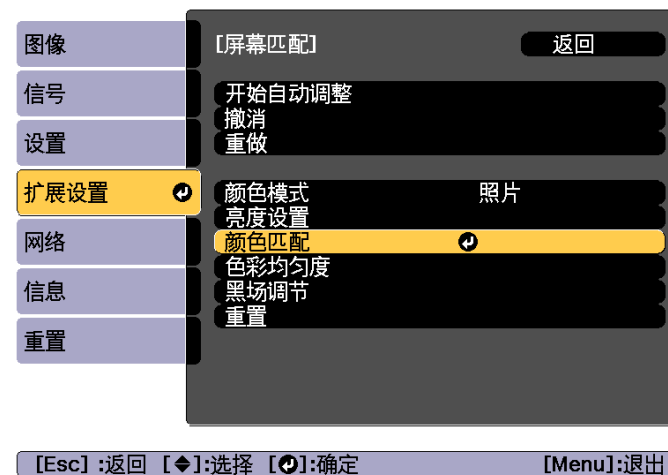 图像
信号
设置
扩展设置
网络
信息
重置
[屏幕匹配] 返回
开始自动调整
撤消
重做
颜色模式 照片
亮度设置
颜色匹配
色彩均匀度
黑场调节
重置
[Esc] :返回 [◆]:选择 [⏎]:确定 [Menu]:退出